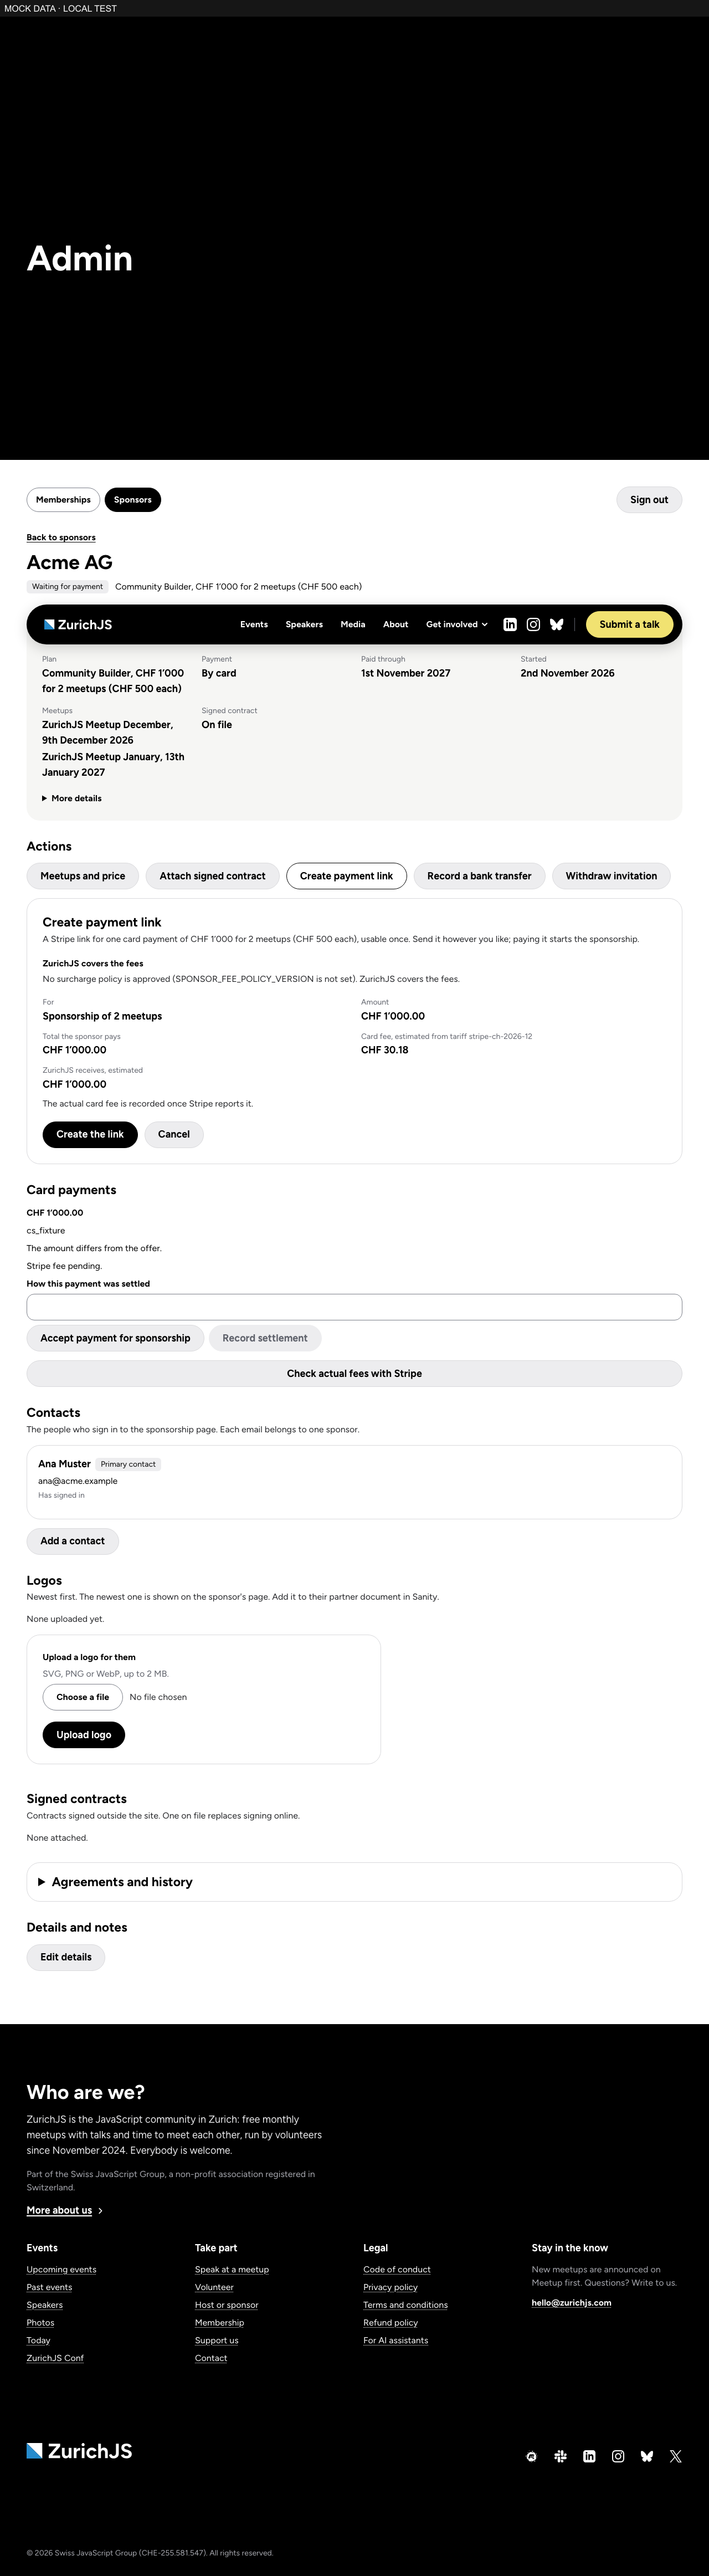 MOCK DATA · LOCAL TEST
Admin
Memberships
Sponsors
Sign out
Back to sponsors
Acme AG
Waiting for payment
Community Builder, CHF 1'000 for 2 meetups (CHF 500 each)
ZurichJS
Events
Speakers
Media
About
Get involved
Submit a talk
Plan
Community Builder, CHF 1'000
for 2 meetups (CHF 500 each)
Payment
By card
Paid through
1st November 2027
Started
2nd November 2026
Meetups
ZurichJS Meetup December,
9th December 2026
ZurichJS Meetup January, 13th
January 2027
Signed contract
On file
More details
Actions
Meetups and price
Attach signed contract
Create payment link
Record a bank transfer
Withdraw invitation
Create payment link
A Stripe link for one card payment of CHF 1'000 for 2 meetups (CHF 500 each), usable once. Send it however you like; paying it starts the sponsorship.
ZurichJS covers the fees
No surcharge policy is approved (SPONSOR_FEE_POLICY_VERSION is not set). ZurichJS covers the fees.
For
Sponsorship of 2 meetups
Amount
CHF 1'000.00
Total the sponsor pays
CHF 1'000.00
Card fee, estimated from tariff stripe-ch-2026-12
CHF 30.18
ZurichJS receives, estimated
CHF 1'000.00
The actual card fee is recorded once Stripe reports it.
Create the link
Cancel
Card payments
CHF 1'000.00
cs_fixture
The amount differs from the offer.
Stripe fee pending.
How this payment was settled
Accept payment for sponsorship
Record settlement
Check actual fees with Stripe
Contacts
The people who sign in to the sponsorship page. Each email belongs to one sponsor.
Ana Muster
Primary contact
ana@acme.example
Has signed in
Add a contact
Logos
Newest first. The newest one is shown on the sponsor's page. Add it to their partner document in Sanity.
None uploaded yet.
Upload a logo for them
SVG, PNG or WebP, up to 2 MB.
Choose a file
No file chosen
Upload logo
Signed contracts
Contracts signed outside the site. One on file replaces signing online.
None attached.
Agreements and history
Details and notes
Edit details
Who are we?
ZurichJS is the JavaScript community in Zurich: free monthly
meetups with talks and time to meet each other, run by volunteers
since November 2024. Everybody is welcome.
Part of the Swiss JavaScript Group, a non-profit association registered in
Switzerland.
More about us
Events
Upcoming events
Past events
Speakers
Photos
Today
ZurichJS Conf
Take part
Speak at a meetup
Volunteer
Host or sponsor
Membership
Support us
Contact
Legal
Code of conduct
Privacy policy
Terms and conditions
Refund policy
For AI assistants
Stay in the know
New meetups are announced on
Meetup first. Questions? Write to us.
hello@zurichjs.com
ZurichJS
© 2026 Swiss JavaScript Group (CHE-255.581.547). All rights reserved.